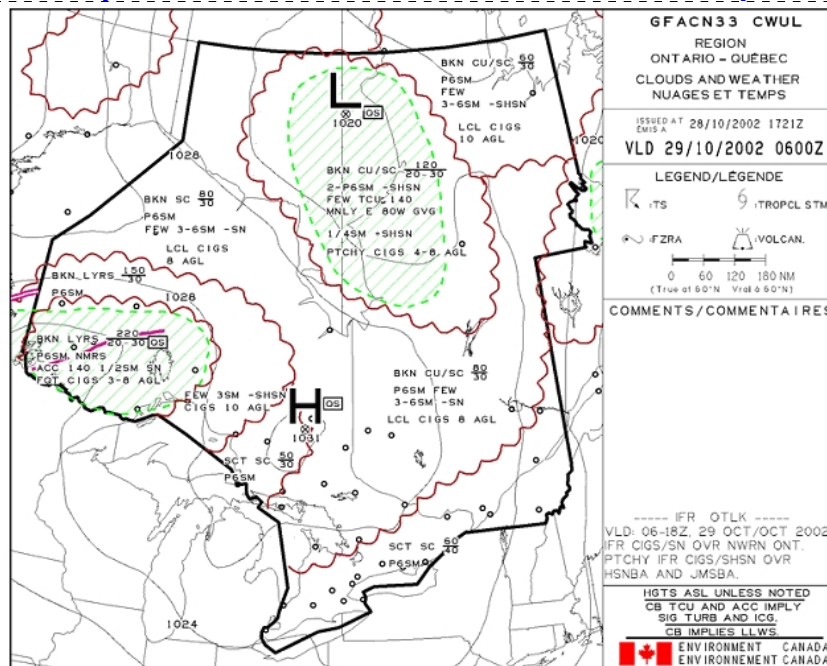 GFACN33 CWUL
REGION
ONTARIO – QUÉBEC
CLOUDS AND WEATHER
NUAGES ET TEMPS
ISSUED AT 28/10/2002 1721Z
ÉMIS A
VLD 29/10/2002 0600Z
LEGEND/LÉGENDE
:TS
:TROPCL STM
:FZRA
:VOLCAN.
0 60 120 180 NM
(True at 60°N Vrai à 60°N)
COMMENTS/COMMENTAIRES
----- IFR OTLK -----
VLD: 06-18Z, 29 OCT/OCT 2002
IFR CIGS/SN OVR NWRN ONT.
PTCHY IFR CIGS/SHSN OVR
HSNBA AND JMSBA.
HGTS ASL UNLESS NOTED
CB TCU AND ACC IMPLY
SIG TURB AND ICG.
CB IMPLIES LLWS.
ENVIRONMENT CANADA
ENVIRONNEMENT CANADA
BKN CU/SC 60/30
P6SM
FEW
3-6SM -SHSN
LCL CIGS
10 AGL
L
QS
1020
1020
1028
BKN CU/SC 120/20-30
2-P6SM -SHSN
FEW TCU 140
MNLY E 80W GVG
1/4SM +SHSN
PTCHY CIGS 4-8 AGL
BKN SC 80/30
P6SM
FEW 3-6SM -SN
LCL CIGS
8 AGL
BKN LYRS 150/30
P6SM
1028
BKN LYRS 220/20-30 QS
P6SM NMRS
ACC 140 1/2SM SN
FQT CIGS 3-8 AGL
FEW 3SM -SHSN
CIGS 10 AGL
H
QS
1031
BKN CU/SC 80/30
P6SM FEW
3-6SM -SN
LCL CIGS 8 AGL
SCT SC 50/30
P6SM
SCT SC 60/40
P6SM
1024